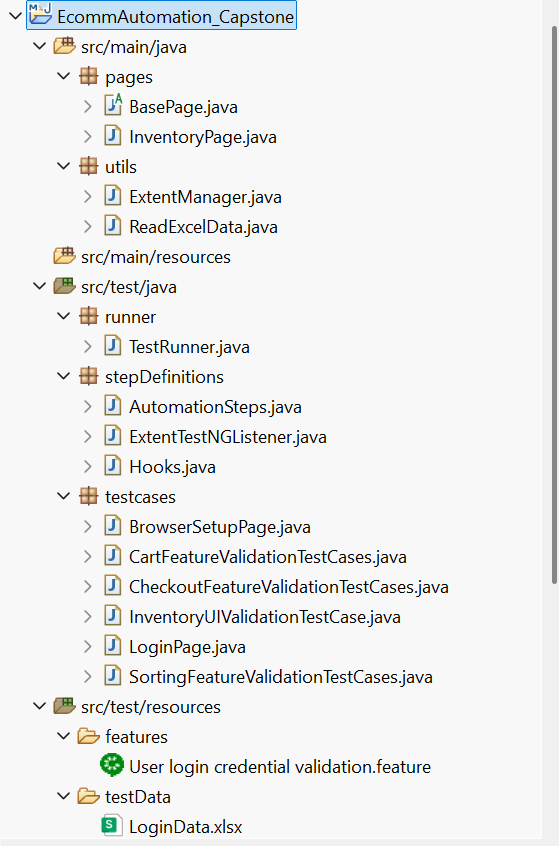 EcommAutomation_Capstone
src/main/java
pages
BasePage.java
InventoryPage.java
utils
ExtentManager.java
ReadExcelData.java
src/main/resources
src/test/java
runner
TestRunner.java
stepDefinitions
AutomationSteps.java
ExtentTestNGListener.java
Hooks.java
testcases
BrowserSetupPage.java
CartFeatureValidationTestCases.java
CheckoutFeatureValidationTestCases.java
InventoryUIValidationTestCase.java
LoginPage.java
SortingFeatureValidationTestCases.java
src/test/resources
features
User login credential validation.feature
testData
LoginData.xlsx